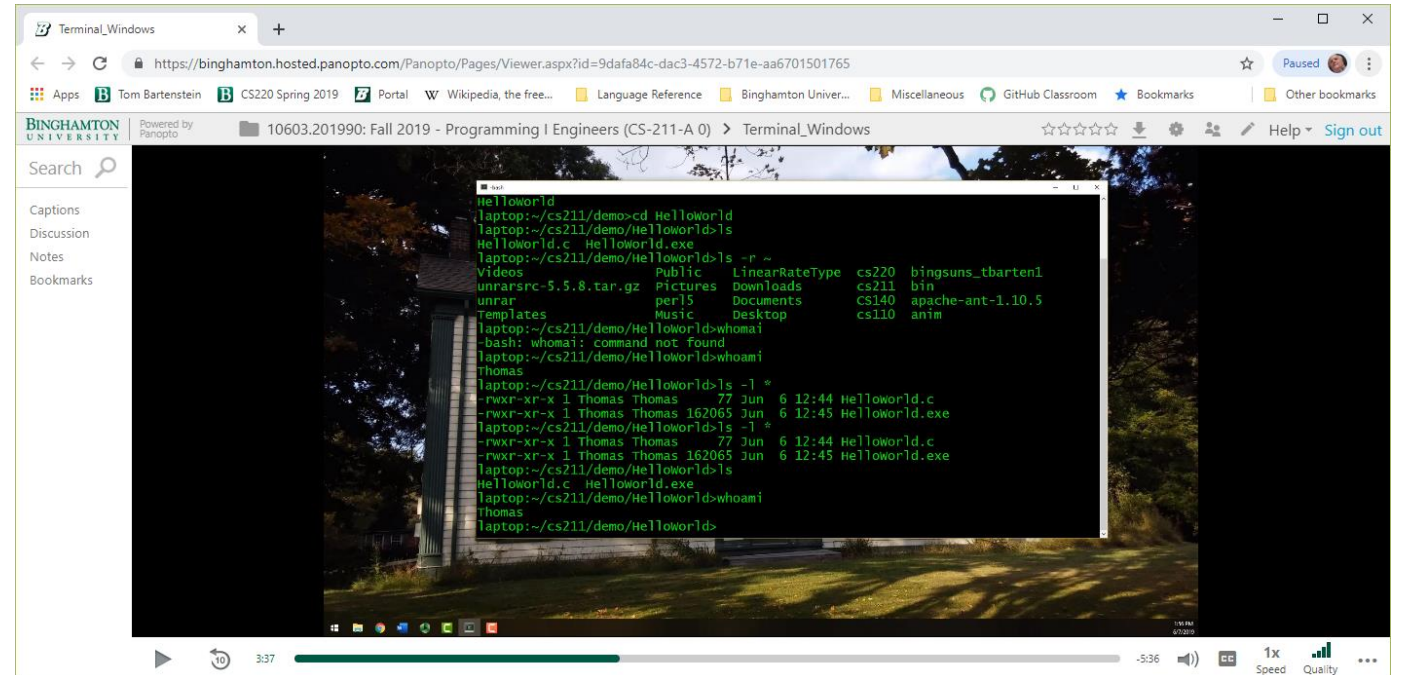 Terminal_Windows
https://binghamton.hosted.panopto.com/Panopto/Pages/Viewer.aspx?id=9dafa84c-dac3-4572-b71e-aa6701501765
Paused
Apps Tom Bartenstein CS220 Spring 2019 Portal Wikipedia, the free... Language Reference Binghamton Univer... Miscellaneous GitHub Classroom Bookmarks Other bookmarks
BINGHAMTON UNIVERSITY Powered by Panopto 10603.201990: Fall 2019 - Programming I Engineers (CS-211-A 0) > Terminal_Windows Help Sign out
Search
Captions
Discussion
Notes
Bookmarks
-bash
HelloWorld
laptop:~/cs211/demo>cd HelloWorld
laptop:~/cs211/demo/HelloWorld>ls
HelloWorld.c HelloWorld.exe
laptop:~/cs211/demo/HelloWorld>ls -r ~
Videos Public LinearRateType cs220 bingsuns_tbarten1
unrarsrc-5.5.8.tar.gz Pictures Downloads cs211 bin
unrar perl5 Documents CS140 apache-ant-1.10.5
Templates Music Desktop cs110 anim
laptop:~/cs211/demo/HelloWorld>whomai
-bash: whomai: command not found
laptop:~/cs211/demo/HelloWorld>whoami
Thomas
laptop:~/cs211/demo/HelloWorld>ls -l *
-rwxr-xr-x 1 Thomas Thomas 77 Jun 6 12:44 HelloWorld.c
-rwxr-xr-x 1 Thomas Thomas 162065 Jun 6 12:45 HelloWorld.exe
laptop:~/cs211/demo/HelloWorld>ls -l *
-rwxr-xr-x 1 Thomas Thomas 77 Jun 6 12:44 HelloWorld.c
-rwxr-xr-x 1 Thomas Thomas 162065 Jun 6 12:45 HelloWorld.exe
laptop:~/cs211/demo/HelloWorld>ls
HelloWorld.c HelloWorld.exe
laptop:~/cs211/demo/HelloWorld>whoami
Thomas
laptop:~/cs211/demo/HelloWorld>
1:56 PM
6/7/2019
10 3:37 -5:36 CC 1x Speed Quality